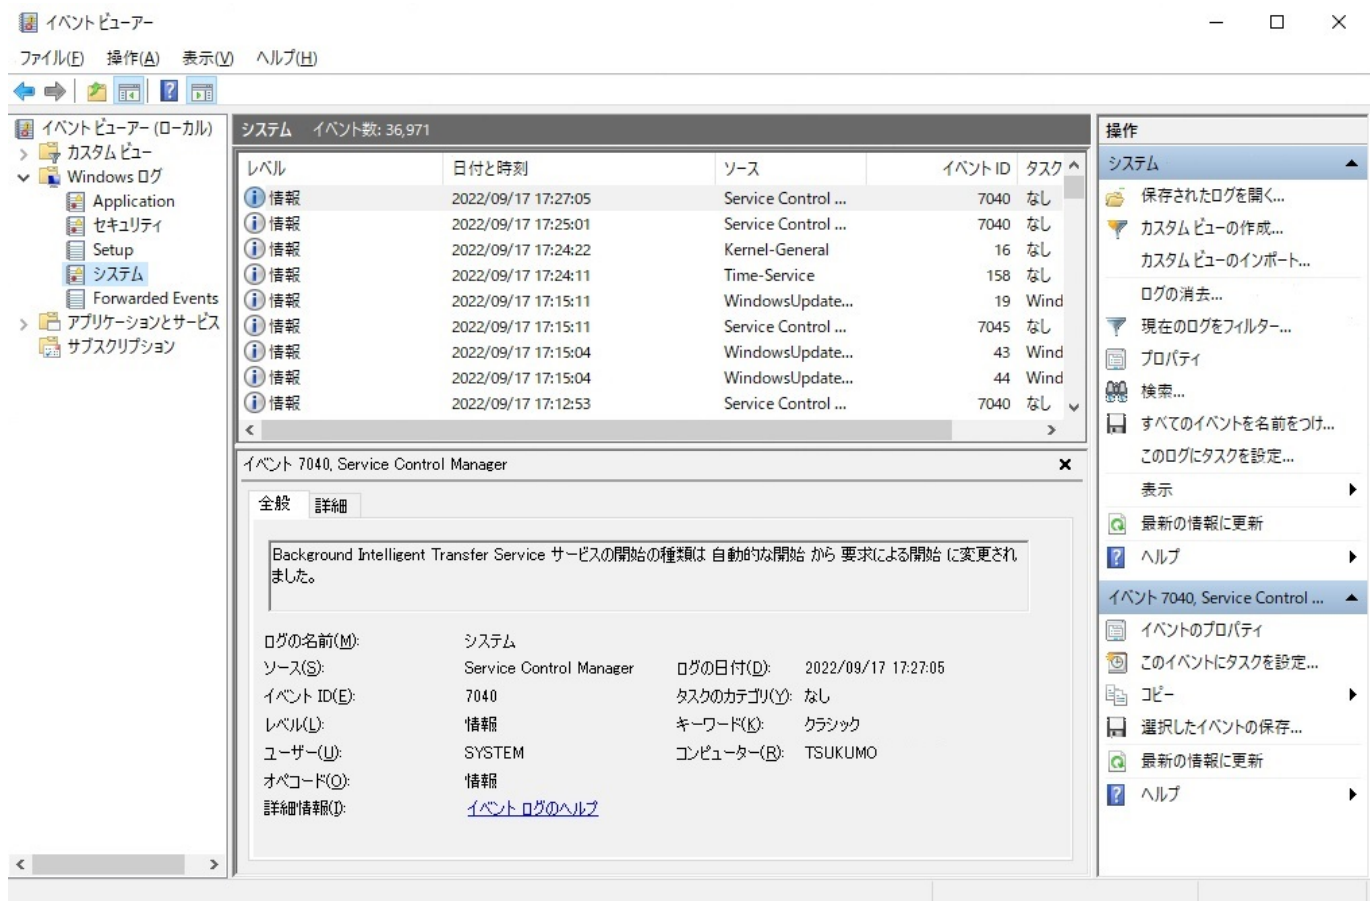 イベント ビューアー
ファイル(F) 操作(A) 表示(V) ヘルプ(H)
イベント ビューアー (ローカル)
カスタム ビュー
Windows ログ
Application
セキュリティ
Setup
システム
Forwarded Events
アプリケーションとサービス
サブスクリプション
システム イベント数: 36,971
レベル 日付と時刻 ソース イベント ID タスク
情報 2022/09/17 17:27:05 Service Control ... 7040 なし
情報 2022/09/17 17:25:01 Service Control ... 7040 なし
情報 2022/09/17 17:24:22 Kernel-General 16 なし
情報 2022/09/17 17:24:11 Time-Service 158 なし
情報 2022/09/17 17:15:11 WindowsUpdate... 19 Wind
情報 2022/09/17 17:15:11 Service Control ... 7045 なし
情報 2022/09/17 17:15:04 WindowsUpdate... 43 Wind
情報 2022/09/17 17:15:04 WindowsUpdate... 44 Wind
情報 2022/09/17 17:12:53 Service Control ... 7040 なし
イベント 7040, Service Control Manager
全般 詳細
Background Intelligent Transfer Service サービスの開始の種類は 自動的な開始 から 要求による開始 に変更され
ました。
ログの名前(M): システム
ソース(S): Service Control Manager ログの日付(D): 2022/09/17 17:27:05
イベント ID(E): 7040 タスクのカテゴリ(Y): なし
レベル(L): 情報 キーワード(K): クラシック
ユーザー(U): SYSTEM コンピューター(R): TSUKUMO
オペコード(O): 情報
詳細情報(I): イベント ログのヘルプ
操作
システム
保存されたログを開く...
カスタム ビューの作成...
カスタム ビューのインポート...
ログの消去...
現在のログをフィルター...
プロパティ
検索...
すべてのイベントを名前をつけ...
このログにタスクを設定...
表示
最新の情報に更新
ヘルプ
イベント 7040, Service Control ...
イベントのプロパティ
このイベントにタスクを設定...
コピー
選択したイベントの保存...
最新の情報に更新
ヘルプ